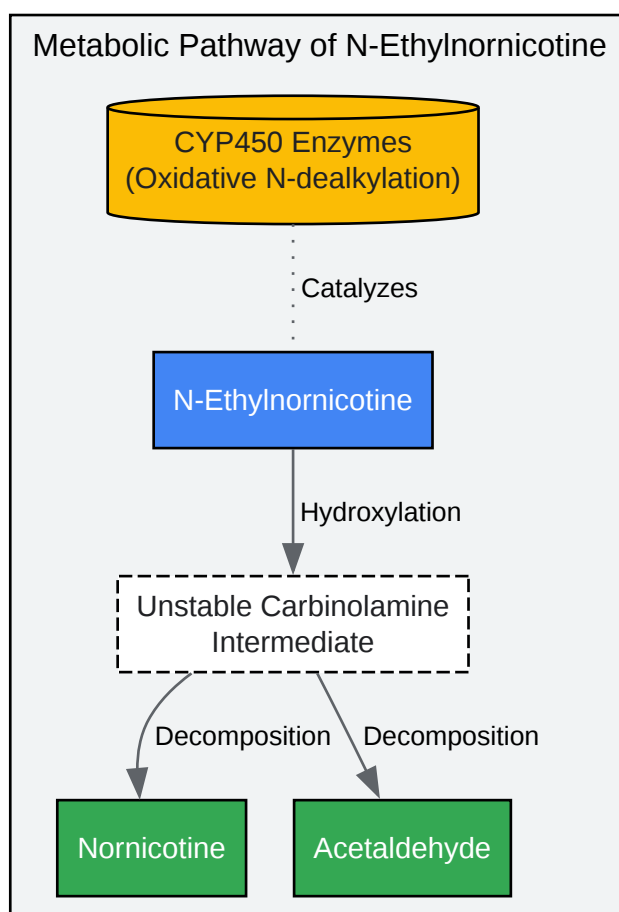 Metabolic Pathway of N-Ethylnornicotine
CYP450 Enzymes
(Oxidative N-dealkylation)
Catalyzes
N-Ethylnornicotine
Hydroxylation
Unstable Carbinolamine
Intermediate
Decomposition
Decomposition
Nornicotine
Acetaldehyde